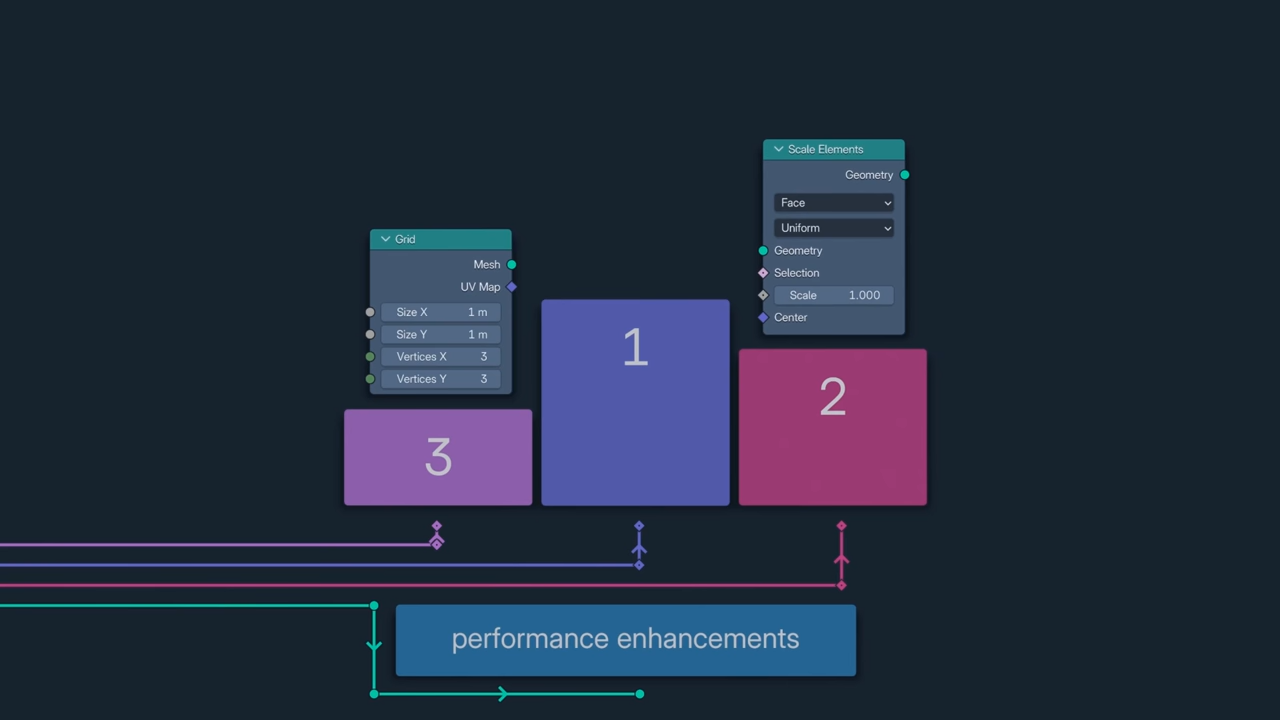 Scale Elements
Geometry
Face
Uniform
Geometry
Selection
Scale 1.000
Center
Grid
Mesh
UV Map
Size X 1 m
Size Y 1 m
Vertices X 3
Vertices Y 3
1
2
3
performance enhancements